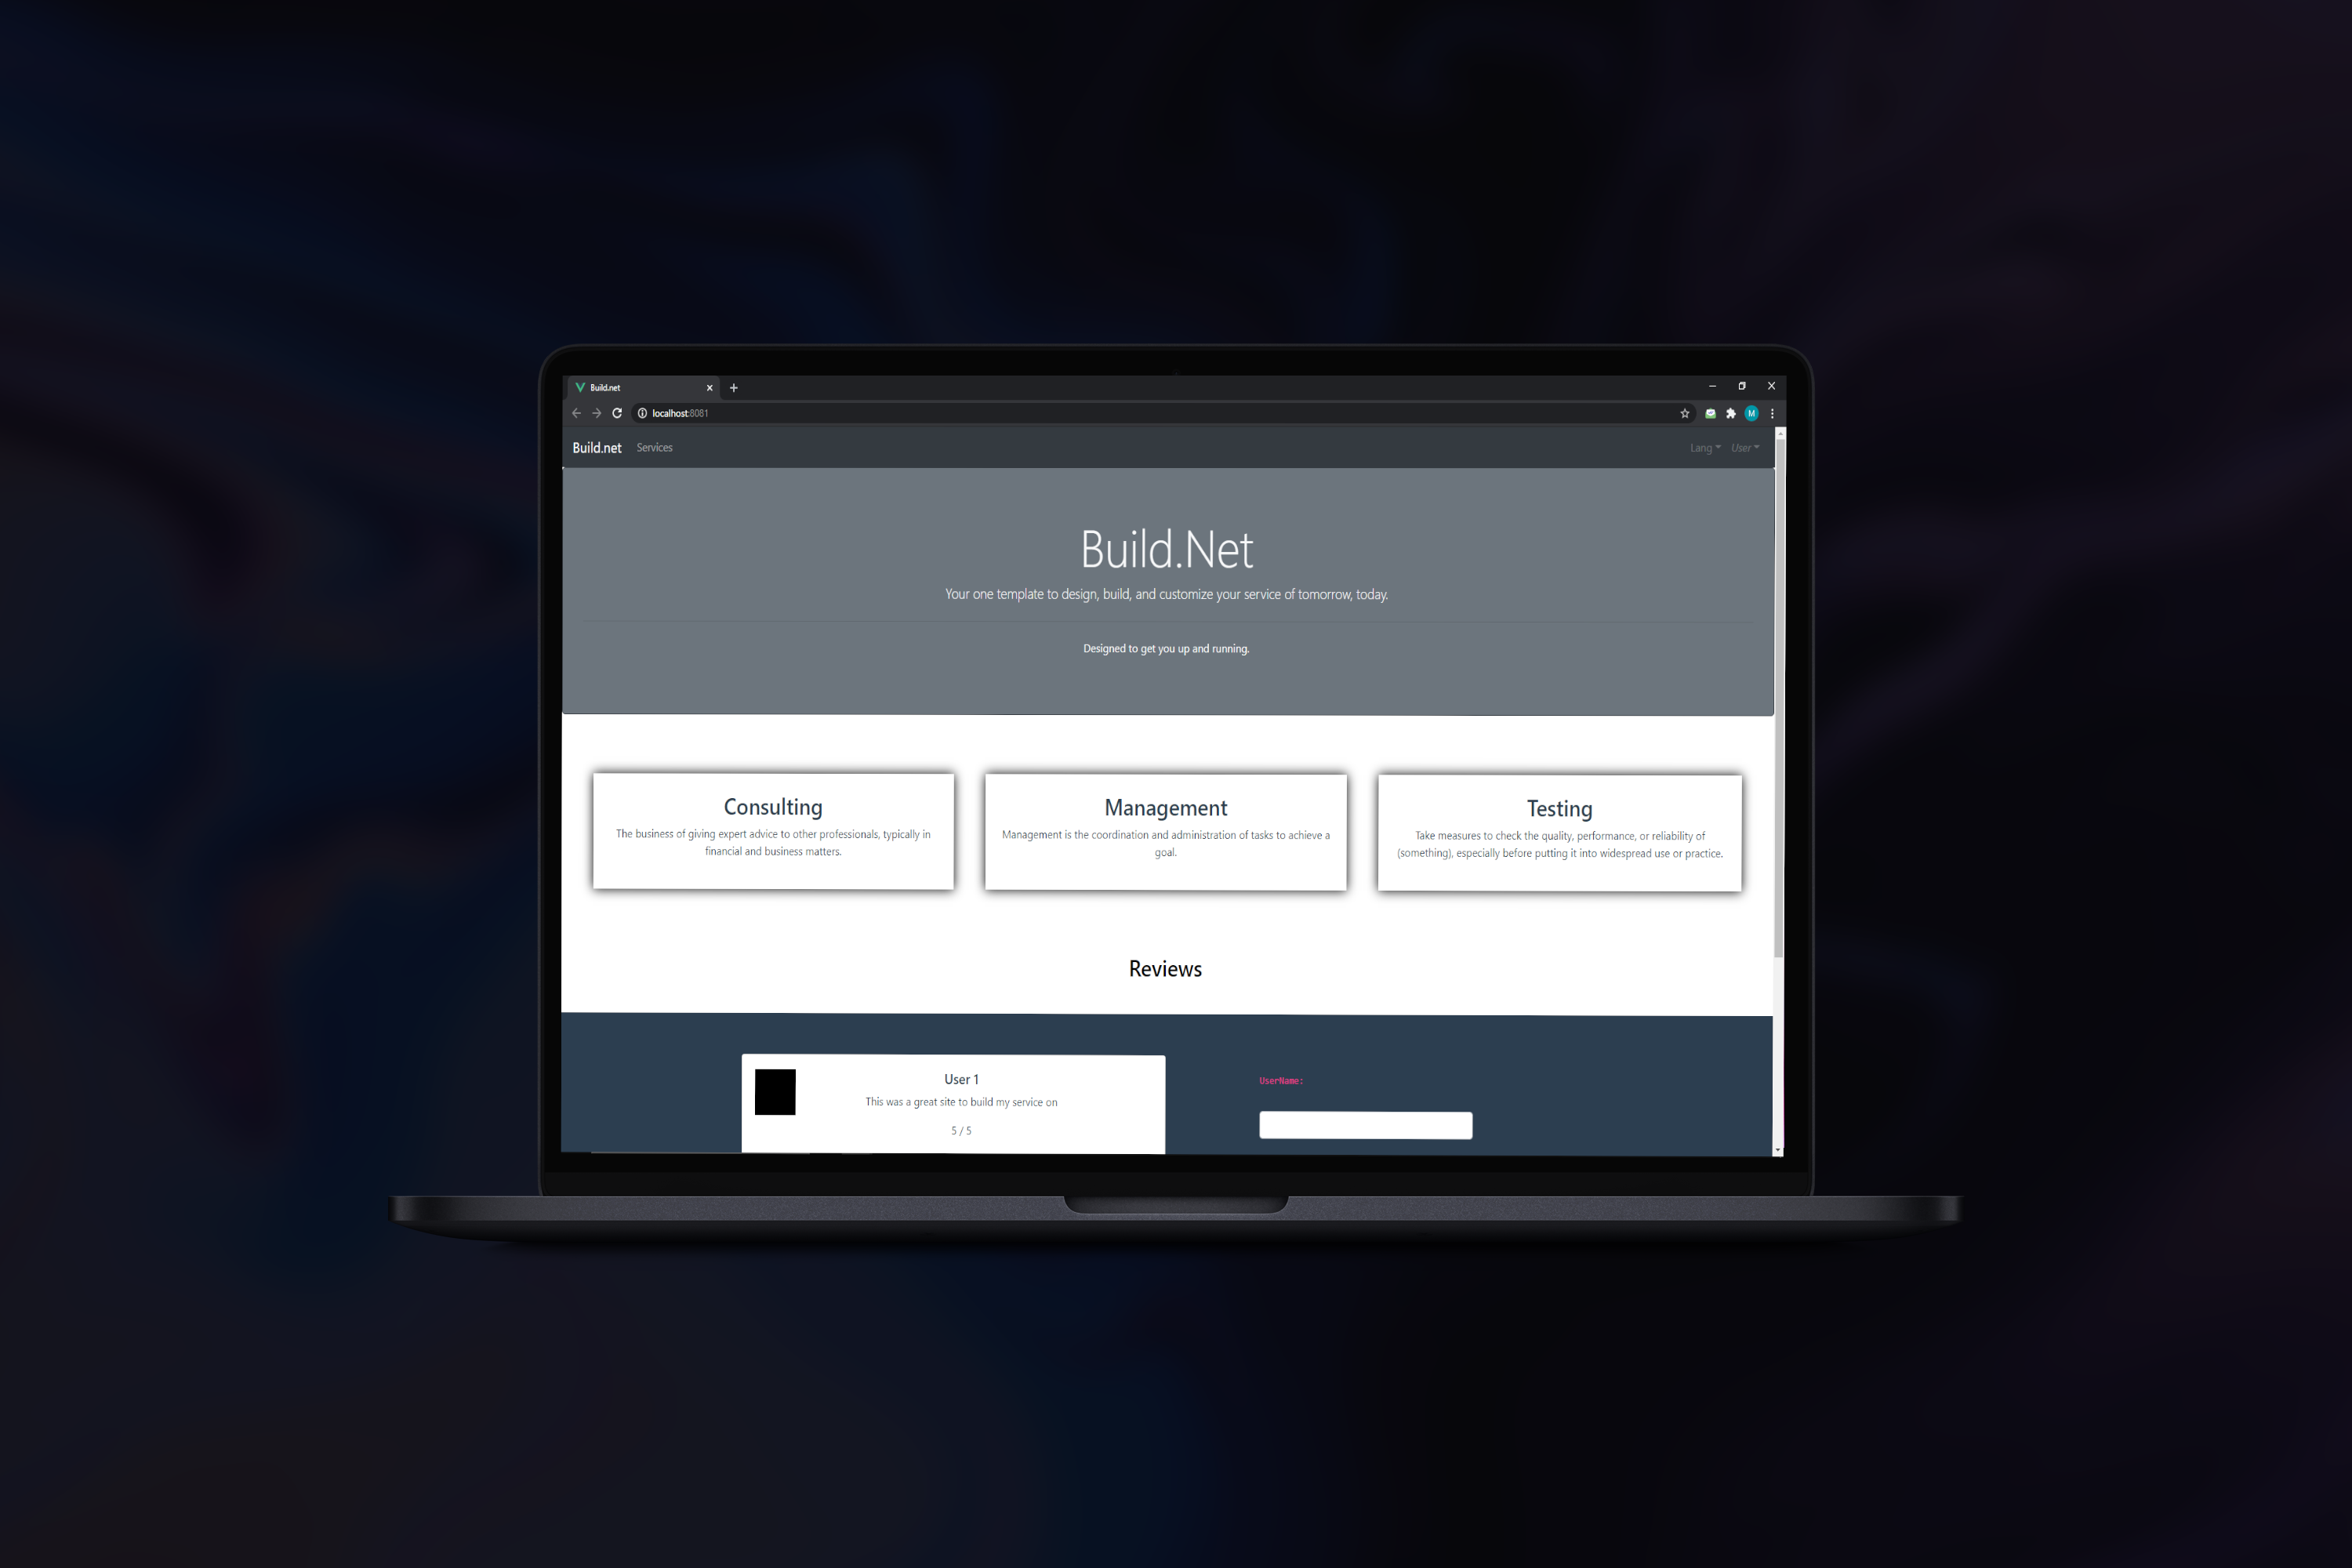 Build.net
localhost:8081
M
Build.net Services Lang User
Build.Net
Your one template to design, build, and customize your service of tomorrow, today.
Designed to get you up and running.
Consulting
The business of giving expert advice to other professionals, typically in
financial and business matters.
Management
Management is the coordination and administration of tasks to achieve a
goal.
Testing
Take measures to check the quality, performance, or reliability of
(something), especially before putting it into widespread use or practice.
Reviews
User 1
This was a great site to build my service on
5 / 5
UserName: